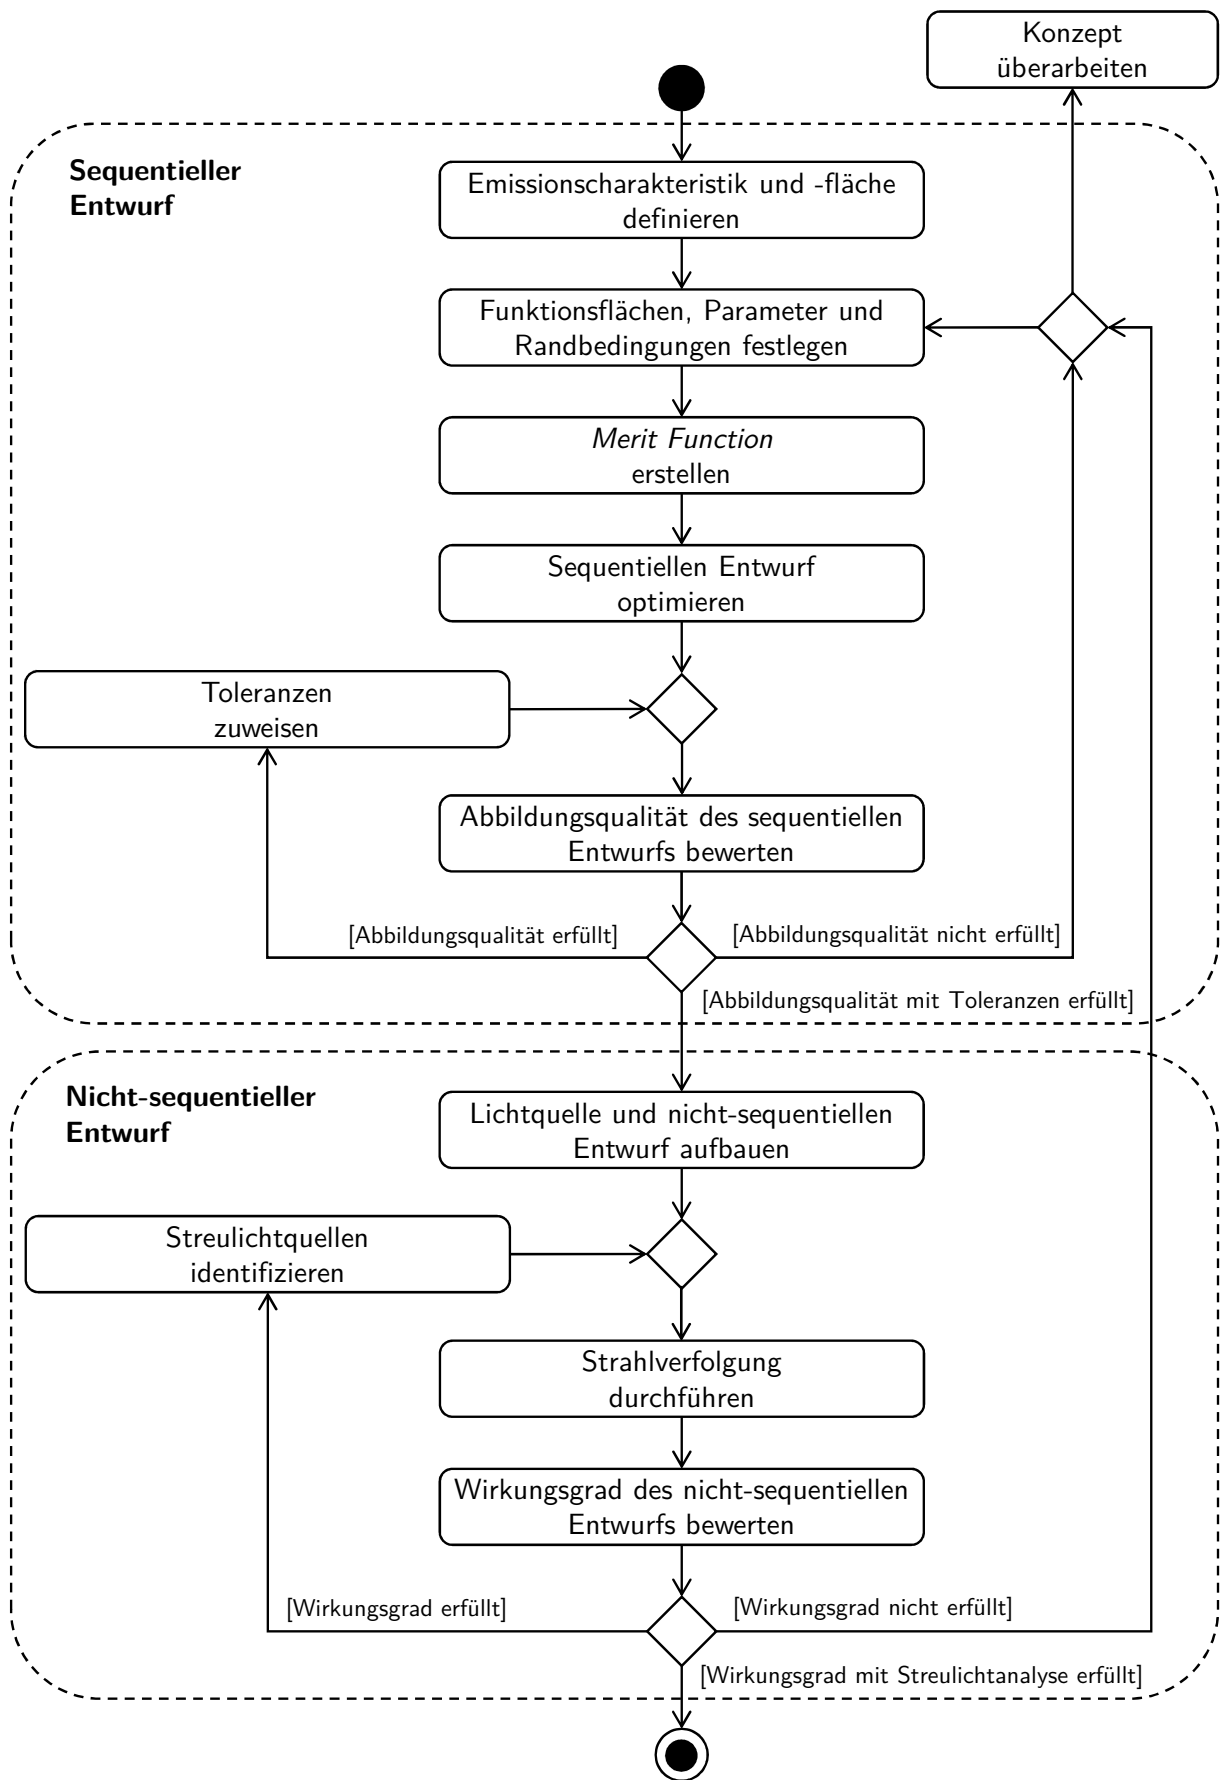 Konzept
überarbeiten
Sequentieller
Entwurf
Emissionscharakteristik und -fläche
definieren
Funktionsflächen, Parameter und
Randbedingungen festlegen
Merit Function
erstellen
Sequentiellen Entwurf
optimieren
Toleranzen
zuweisen
Abbildungsqualität des sequentiellen
Entwurfs bewerten
[Abbildungsqualität erfüllt]
[Abbildungsqualität nicht erfüllt]
[Abbildungsqualität mit Toleranzen erfüllt]
Nicht-sequentieller
Entwurf
Lichtquelle und nicht-sequentiellen
Entwurf aufbauen
Streulichtquellen
identifizieren
Strahlverfolgung
durchführen
Wirkungsgrad des nicht-sequentiellen
Entwurfs bewerten
[Wirkungsgrad erfüllt]
[Wirkungsgrad nicht erfüllt]
[Wirkungsgrad mit Streulichtanalyse erfüllt]